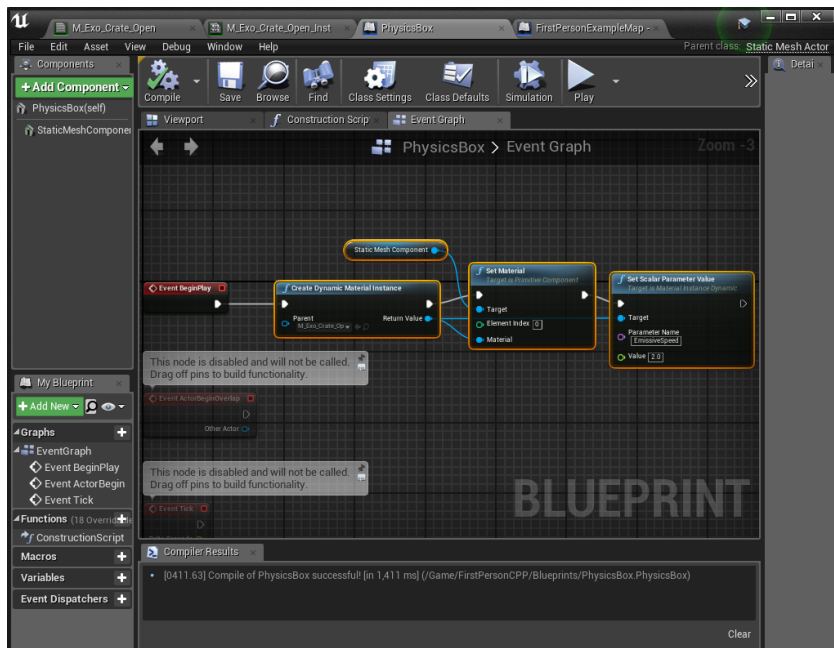 M_Exo_Crate_Open
M_Exo_Crate_Open_Inst
PhysicsBox
FirstPersonExampleMap -
File Edit Asset View Debug Window Help
Parent class: Static Mesh Actor
Components
+ Add Component
PhysicsBox(self)
StaticMeshComponen
Compile
Save
Browse
Find
Class Settings
Class Defaults
Simulation
Play
Detai
Viewport
Construction Scrip
Event Graph
PhysicsBox > Event Graph
Zoom -3
Static Mesh Component
Event BeginPlay
Create Dynamic Material Instance
Parent
M_Exo_Crate_Op
Return Value
Set Material
Target is Primitive Component
Target
Element Index 0
Material
Set Scalar Parameter Value
Target is Material Instance Dynamic
Target
Parameter Name
EmissiveSpeed
Value 2.0
This node is disabled and will not be called.
Drag off pins to build functionality.
Event ActorBeginOverlap
Other Actor
This node is disabled and will not be called.
Drag off pins to build functionality.
Event Tick
BLUEPRINT
My Blueprint
+ Add New
Graphs
EventGraph
Event BeginPlay
Event ActorBegin
Event Tick
Functions (18 Overrid
ConstructionScript
Macros
Variables
Event Dispatchers
Compiler Results
[0411.63] Compile of PhysicsBox successful! [in 1,411 ms] (/Game/FirstPersonCPP/Blueprints/PhysicsBox.PhysicsBox)
Clear